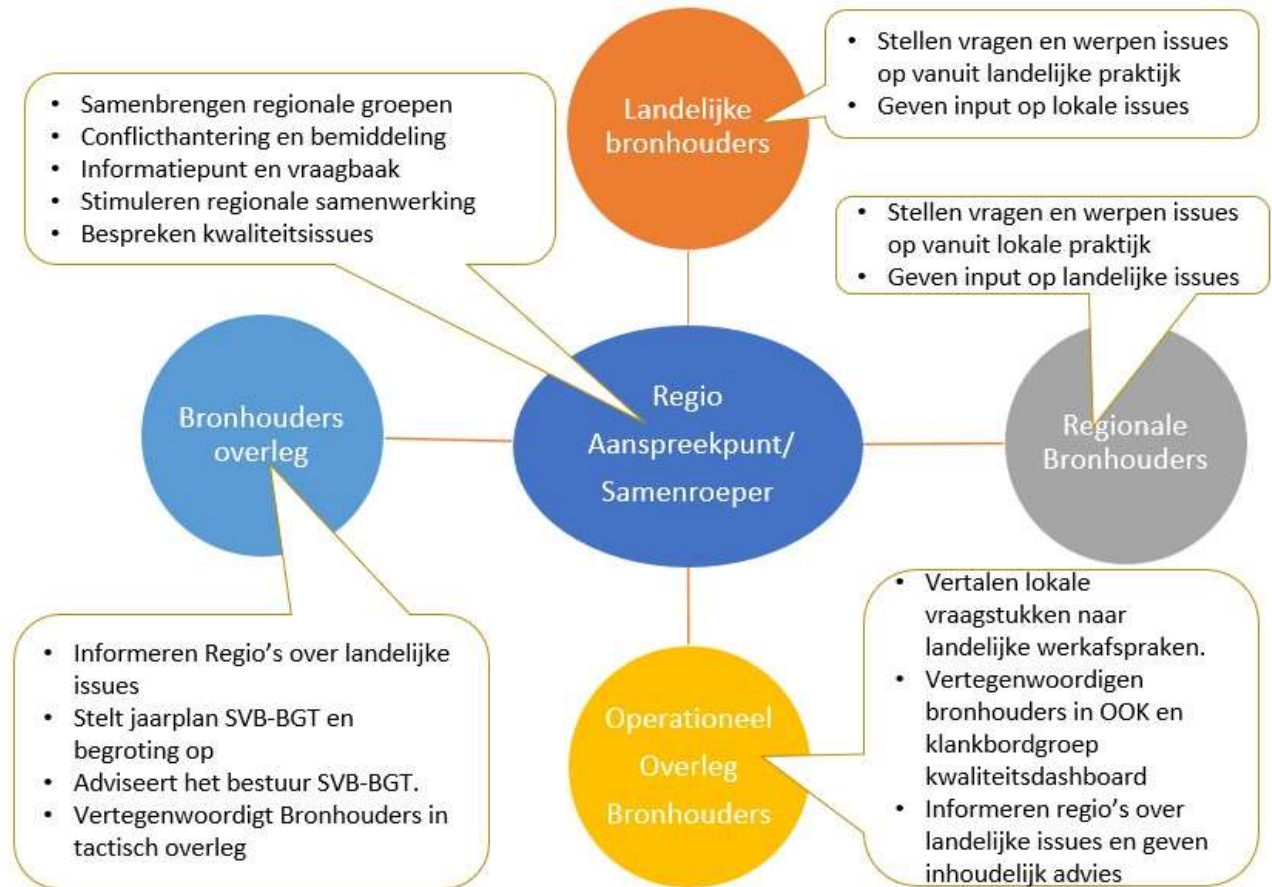 • Stellen vragen en werpen issues
op vanuit landelijke praktijk
• Geven input op lokale issues
Landelijke
bronhouders
• Samenbrengen regionale groepen
• Conflicthantering en bemiddeling
• Informatiepunt en vraagbaak
• Stimuleren regionale samenwerking
• Bespreken kwaliteitsissues
• Stellen vragen en werpen issues
op vanuit lokale praktijk
• Geven input op landelijke issues
Bronhouders
overleg
Regio
Aanspreekpunt/
Samenroeper
Regionale
Bronhouders
• Informeren Regio's over landelijke
issues
• Stelt jaarplan SVB-BGT en
begroting op
• Adviseert het bestuur SVB-BGT.
• Vertegenwoordigt Bronhouders in
tactisch overleg
Operationeel
Overleg
Bronhouders
• Vertalen lokale
vraagstukken naar
landelijke werkafspraken.
• Vertegenwoordigen
bronhouders in OOK en
klankbordgroep
kwaliteitsdashboard
• Informeren regio's over
landelijke issues en geven
inhoudelijk advies